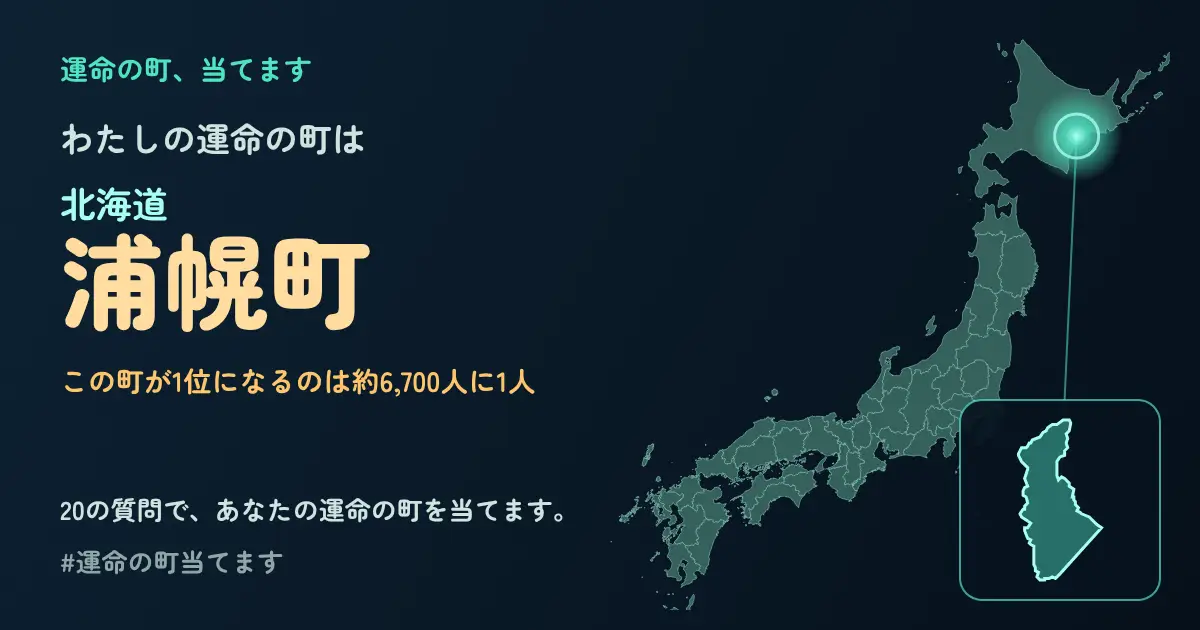 運命の町、当てます
わたしの運命の町は
北海道
浦幌町
この町が1位になるのは約6,700人に1人
20の質問で、あなたの運命の町を当てます。
#運命の町当てます